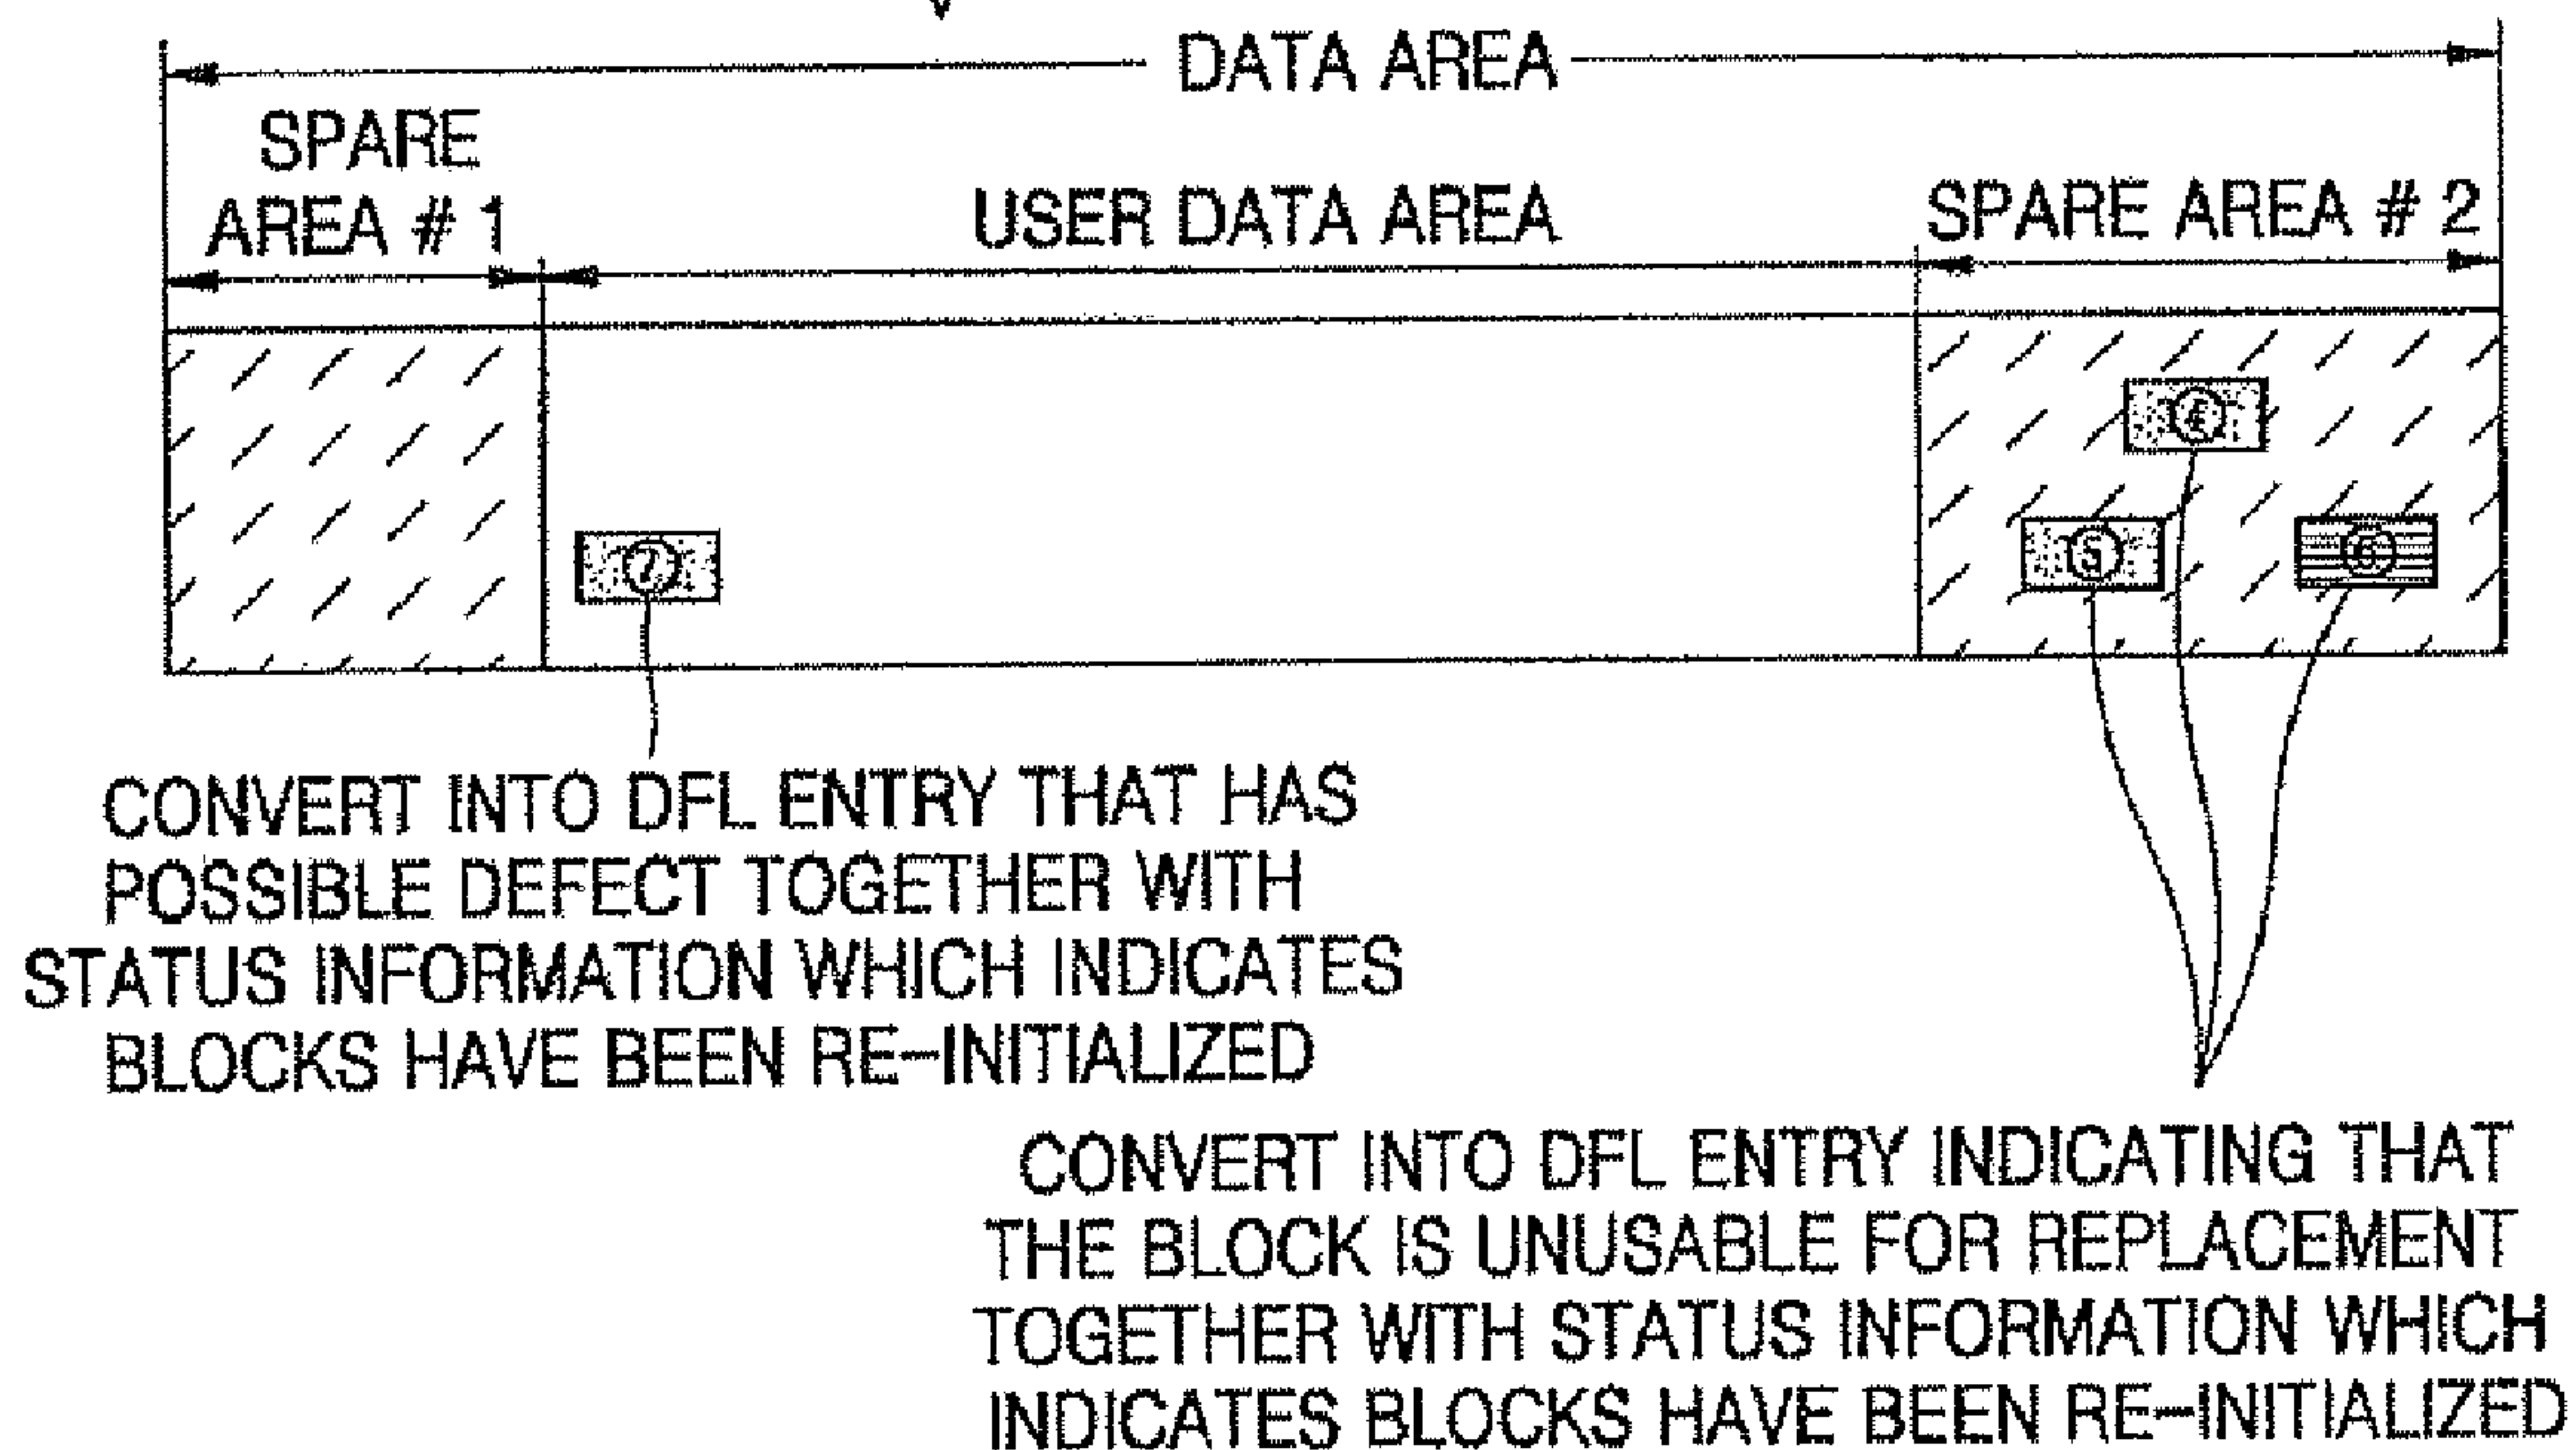 DATA AREA
SPARE
AREA # 1
USER DATA AREA
SPARE AREA # 2
④
⑤
⑥
⑦
CONVERT INTO DFL ENTRY THAT HAS
POSSIBLE DEFECT TOGETHER WITH
STATUS INFORMATION WHICH INDICATES
BLOCKS HAVE BEEN RE-INITIALIZED
CONVERT INTO DFL ENTRY INDICATING THAT
THE BLOCK IS UNUSABLE FOR REPLACEMENT
TOGETHER WITH STATUS INFORMATION WHICH
INDICATES BLOCKS HAVE BEEN RE-INITIALIZED